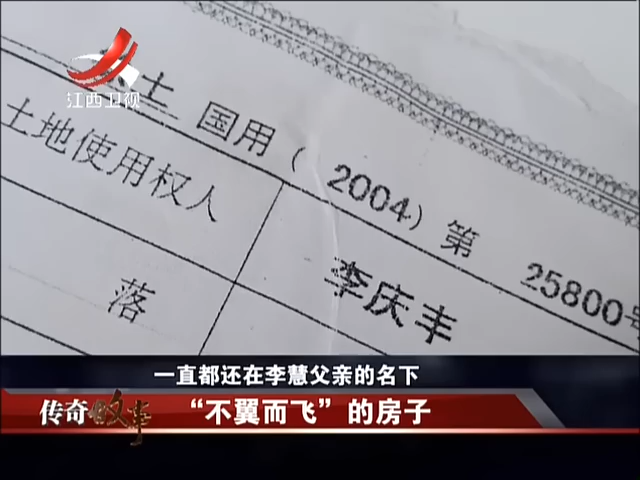 江西卫视
土 国用( 2004) 第 25800号
土地使用权人 李庆丰
落
一直都还在李慧父亲的名下
传奇故事 “不翼而飞”的房子